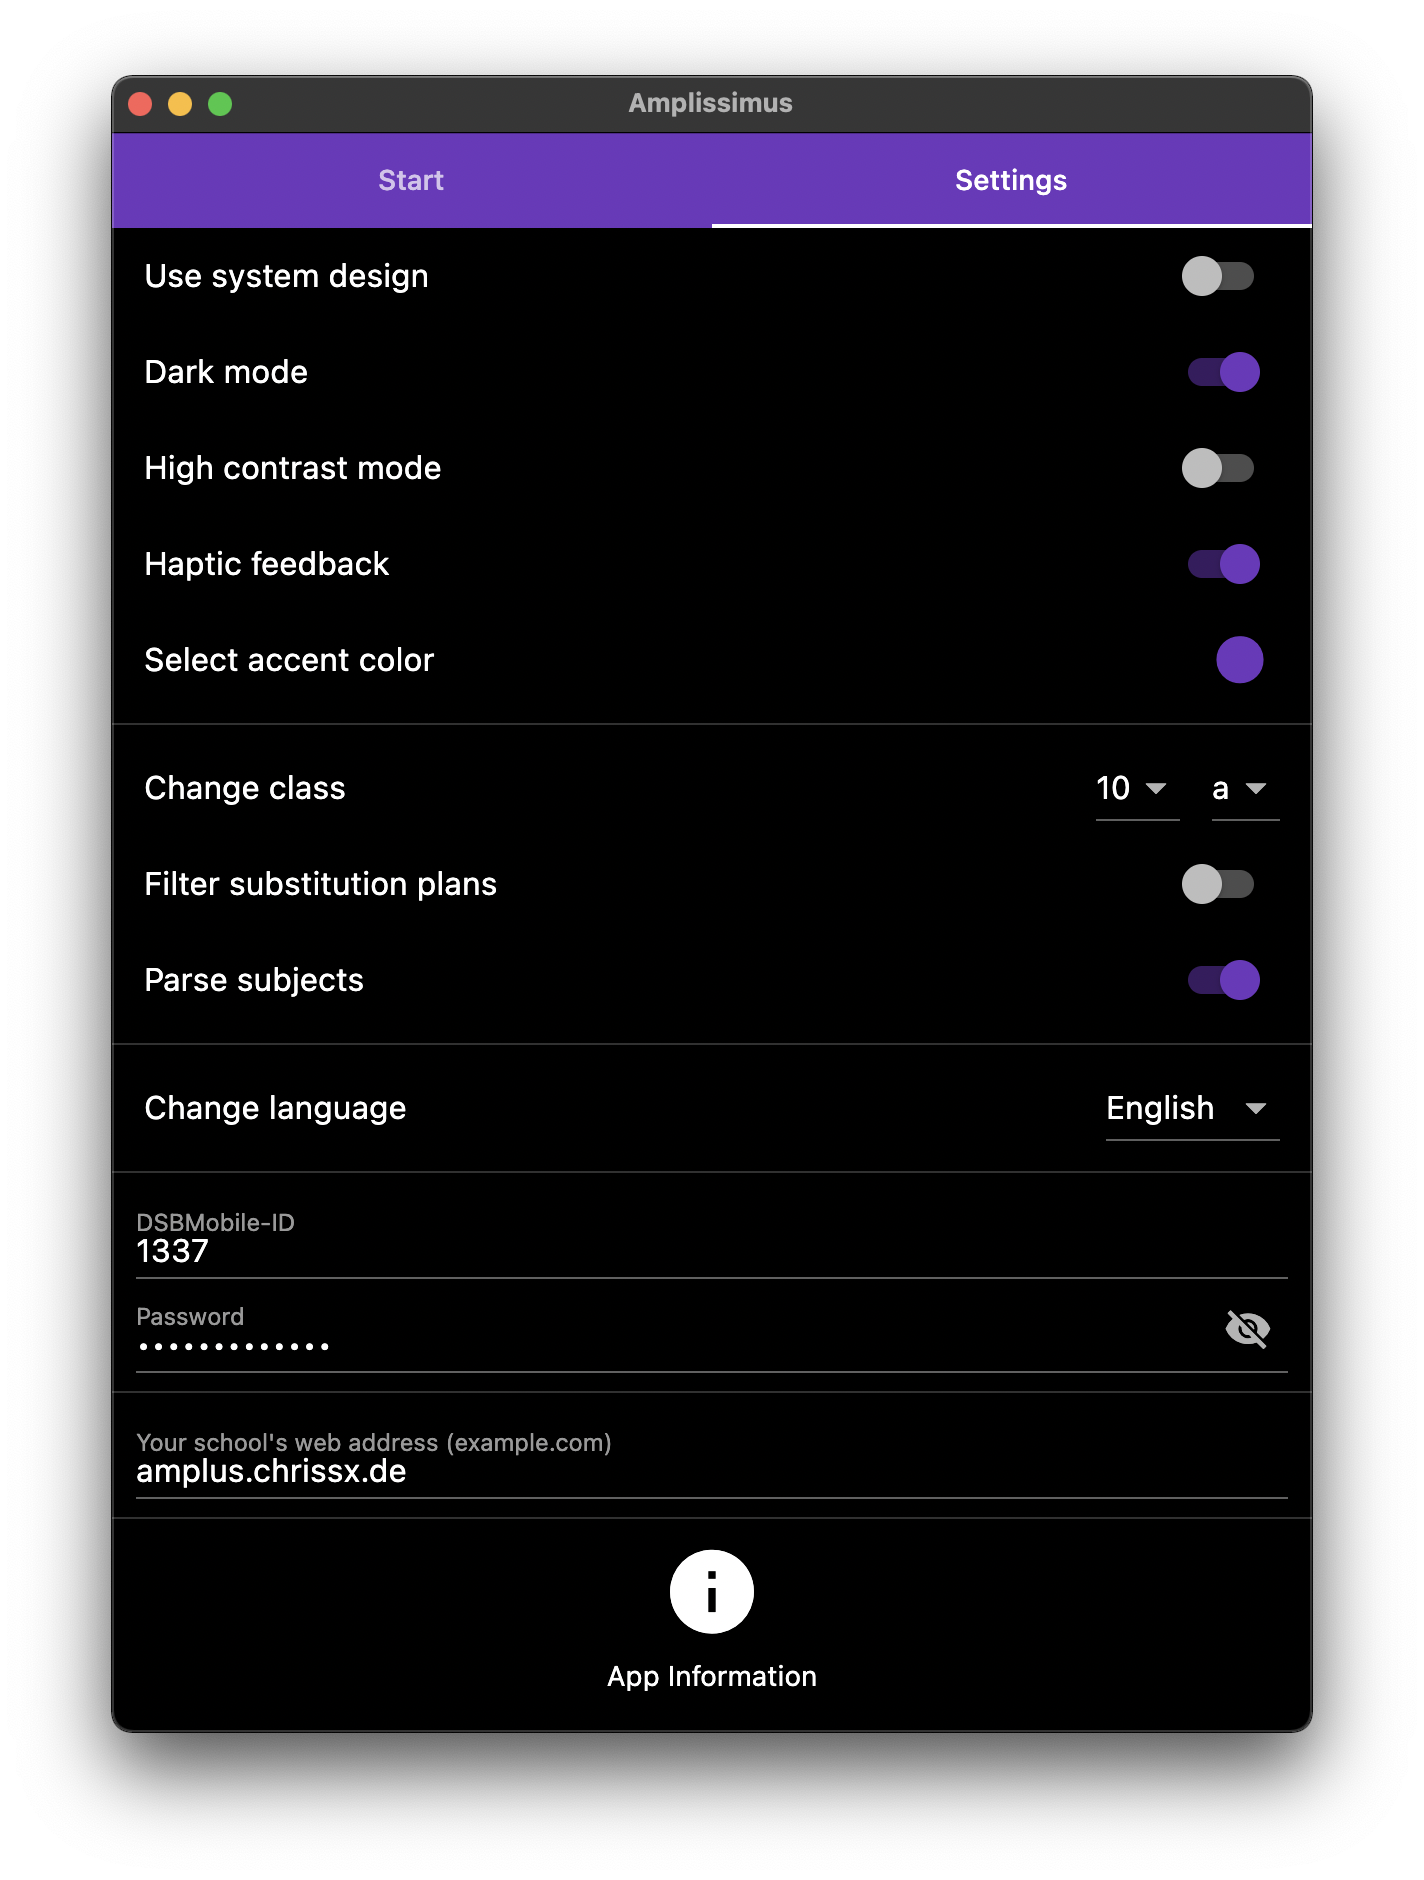 Amplissimus
Start Settings
Use system design
Dark mode
High contrast mode
Haptic feedback
Select accent color
Change class 10 a
Filter substitution plans
Parse subjects
Change language English
DSBMobile-ID
1337
Password
•••••••••••••
Your school's web address (example.com)
amplus.chrissx.de
App Information